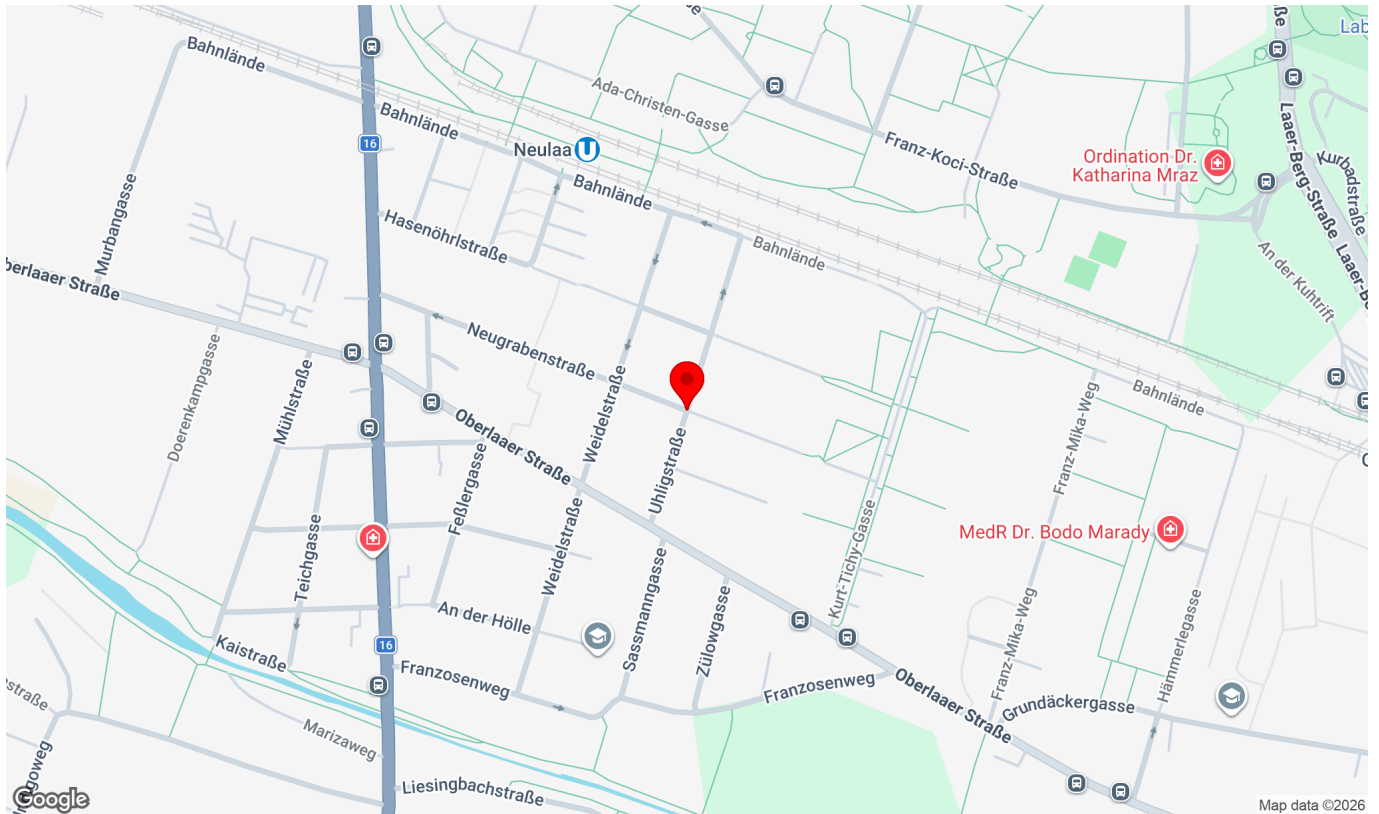 Bahnlände
16
Bahnlände
Neulaa
U
Bahnlände
Ada-Christen-Gasse
Franz-Koci-Straße
Ordination Dr.
Katharina Mraz
Laaer-Berg-Straße
Laaer-B
Kurbadstraße
Lab
ße
An der Kuhtrift
Murbangasse
Hasenöhrlstraße
Bahnlände
berlaaer Straße
Neugrabenstraße
Doerenkampgasse
Mühlstraße
Weidelstraße
Oberlaaer Straße
Uhligstraße
Feßlergasse
Franz-Mika-Weg
Bahnlände
Teichgasse
Weidelstraße
Kurt-Tichy-Gasse
MedR Dr. Bodo Marady
An der Hölle
Sassmanngasse
Zülowgasse
Franz-Mika-Weg
Hämmerlegasse
Kaistraße
16
Franzosenweg
Franzosenweg
Oberlaaer Straße
Grundäckergasse
Marizaweg
Liesingbachstraße
Google
Map data ©2026